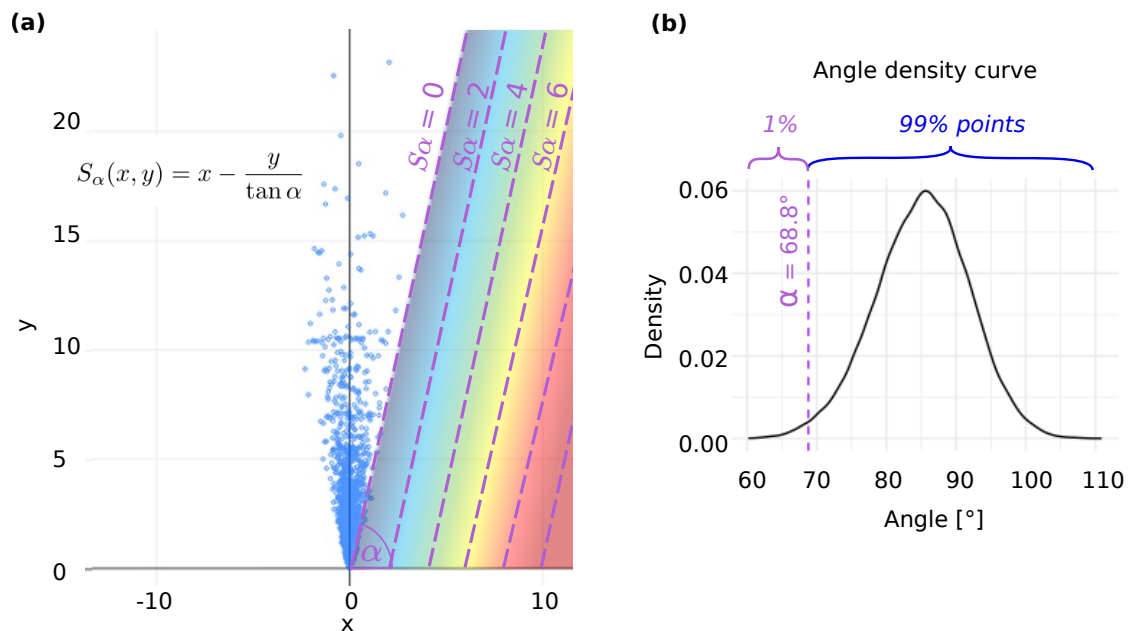 (a)
20
15
10
5
0
y
-10
0
10
x
Sα(x, y) = x − y / tan α
Sα = 0
Sα = 2
Sα = 4
Sα = 6
α
(b)
Angle density curve
1%
99% points
α = 68.8°
0.06
0.04
0.02
0.00
Density
60
70
80
90
100
110
Angle [°]